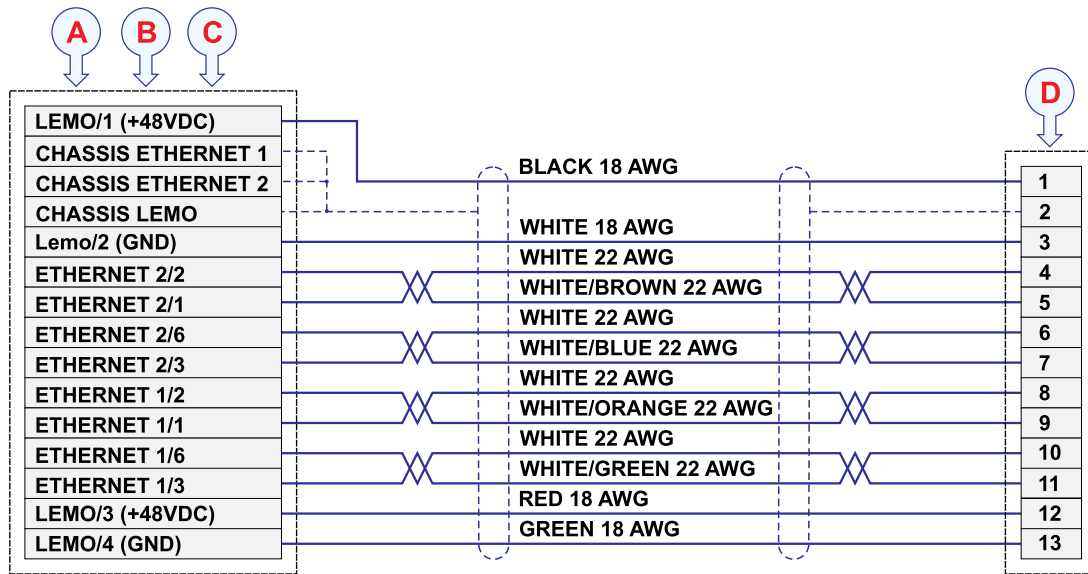 A B C
D
LEMO/1 (+48VDC)
CHASSIS ETHERNET 1
CHASSIS ETHERNET 2
CHASSIS LEMO
Lemo/2 (GND)
ETHERNET 2/2
ETHERNET 2/1
ETHERNET 2/6
ETHERNET 2/3
ETHERNET 1/2
ETHERNET 1/1
ETHERNET 1/6
ETHERNET 1/3
LEMO/3 (+48VDC)
LEMO/4 (GND)
BLACK 18 AWG
WHITE 18 AWG
WHITE 22 AWG
WHITE/BROWN 22 AWG
WHITE 22 AWG
WHITE/BLUE 22 AWG
WHITE 22 AWG
WHITE/ORANGE 22 AWG
WHITE 22 AWG
WHITE/GREEN 22 AWG
RED 18 AWG
GREEN 18 AWG
1
2
3
4
5
6
7
8
9
10
11
12
13